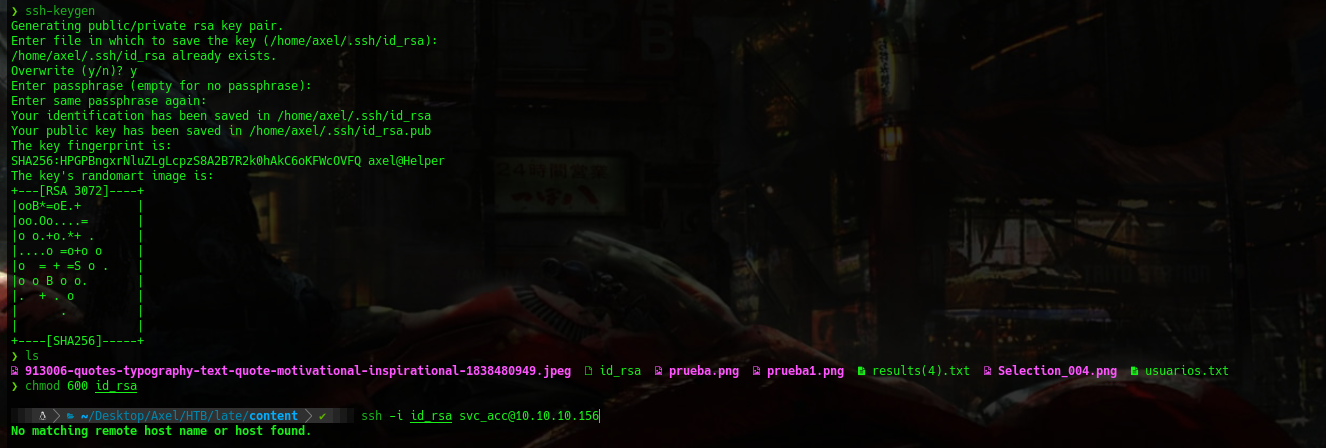 ❯ ssh-keygen
Generating public/private rsa key pair.
Enter file in which to save the key (/home/axel/.ssh/id_rsa):
/home/axel/.ssh/id_rsa already exists.
Overwrite (y/n)? y
Enter passphrase (empty for no passphrase):
Enter same passphrase again:
Your identification has been saved in /home/axel/.ssh/id_rsa
Your public key has been saved in /home/axel/.ssh/id_rsa.pub
The key fingerprint is:
SHA256:HPGPBngxrNluZLgLcpzS8A2B7R2k0hAkC6oKFWcOVFQ axel@Helper
The key's randomart image is:
+---[RSA 3072]----+
|ooB*=oE.+        |
|oo.Oo....=       |
|o o.+o.*+ .      |
|....o =o+o o     |
|o  = + =S o .    |
|o o B o o.       |
|.  + . o         |
|      .          |
|                 |
+----[SHA256]-----+
❯ ls
913006-quotes-typography-text-quote-motivational-inspirational-1838480949.jpeg id_rsa prueba.png prueba1.png results(4).txt Selection_004.png usuarios.txt
❯ chmod 600 id_rsa
~/Desktop/Axel/HTB/late/content ✔ ssh -i id_rsa svc_acc@10.10.10.156
No matching remote host name or host found.